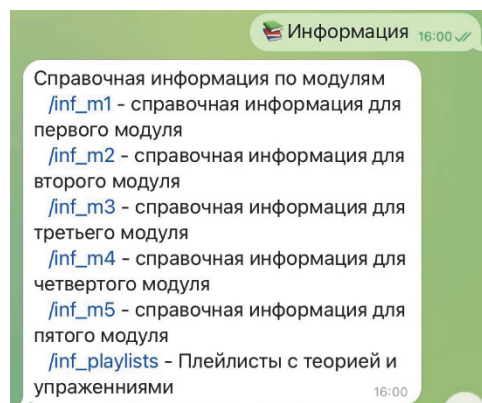 📚 Информация 16:00
Справочная информация по модулям
/inf_m1 - справочная информация для
первого модуля
/inf_m2 - справочная информация для
второго модуля
/inf_m3 - справочная информация для
третьего модуля
/inf_m4 - справочная информация для
четвертого модуля
/inf_m5 - справочная информация для
пятого модуля
/inf_playlists - Плейлисты с теорией и
упраженниями 16:00